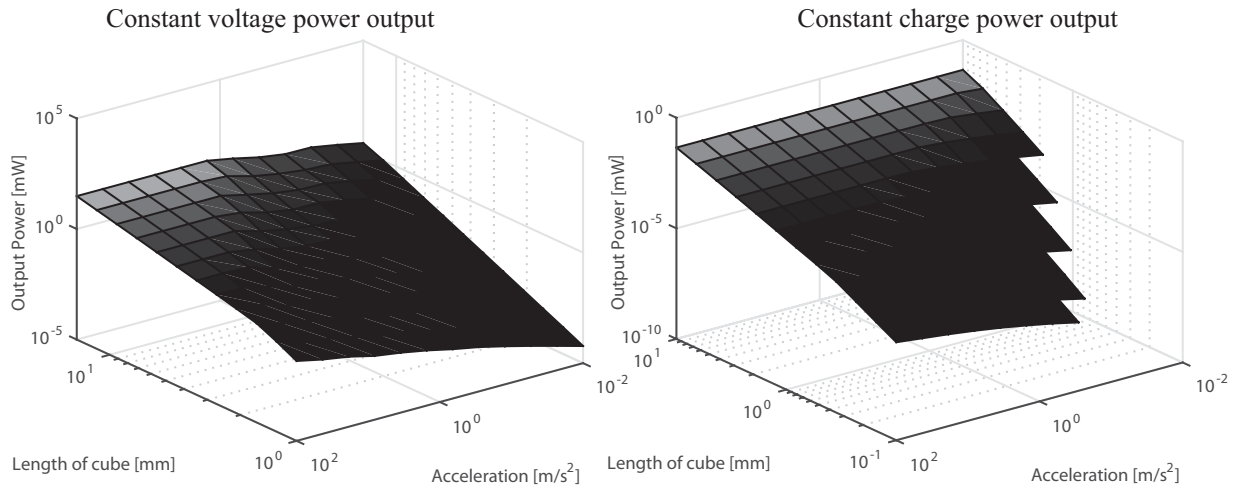 Constant voltage power output
10^5
10^0
10^-5
Output Power [mW]
10^1
10^0
Length of cube [mm]
10^2
10^0
10^-2
Acceleration [m/s^2]
Constant charge power output
10^0
10^-5
10^-10
Output Power [mW]
10^1
10^0
10^-1
Length of cube [mm]
10^2
10^0
10^-2
Acceleration [m/s^2]